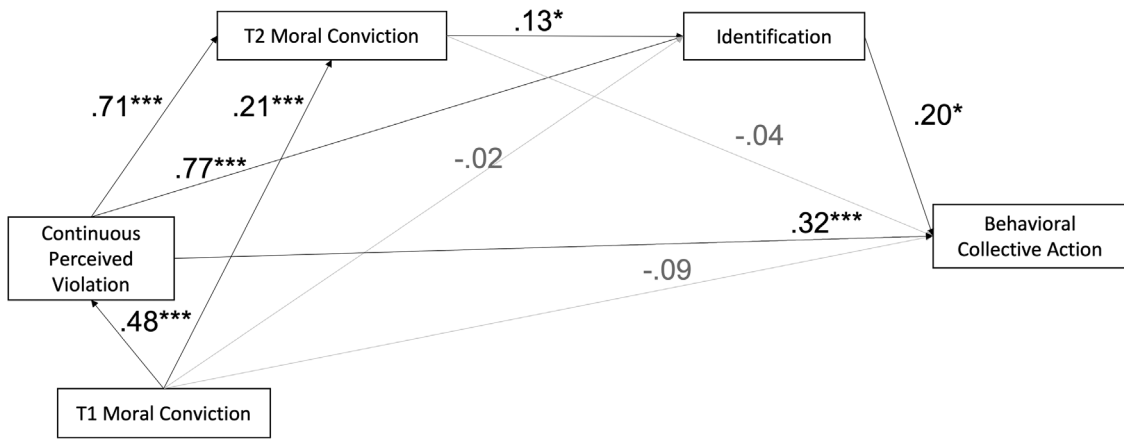 T2 Moral Conviction
.13*
Identification
.71***
.21***
.20*
-.04
.77***
-.02
Continuous
Perceived
Violation
.32***
Behavioral
Collective Action
-.09
.48***
T1 Moral Conviction